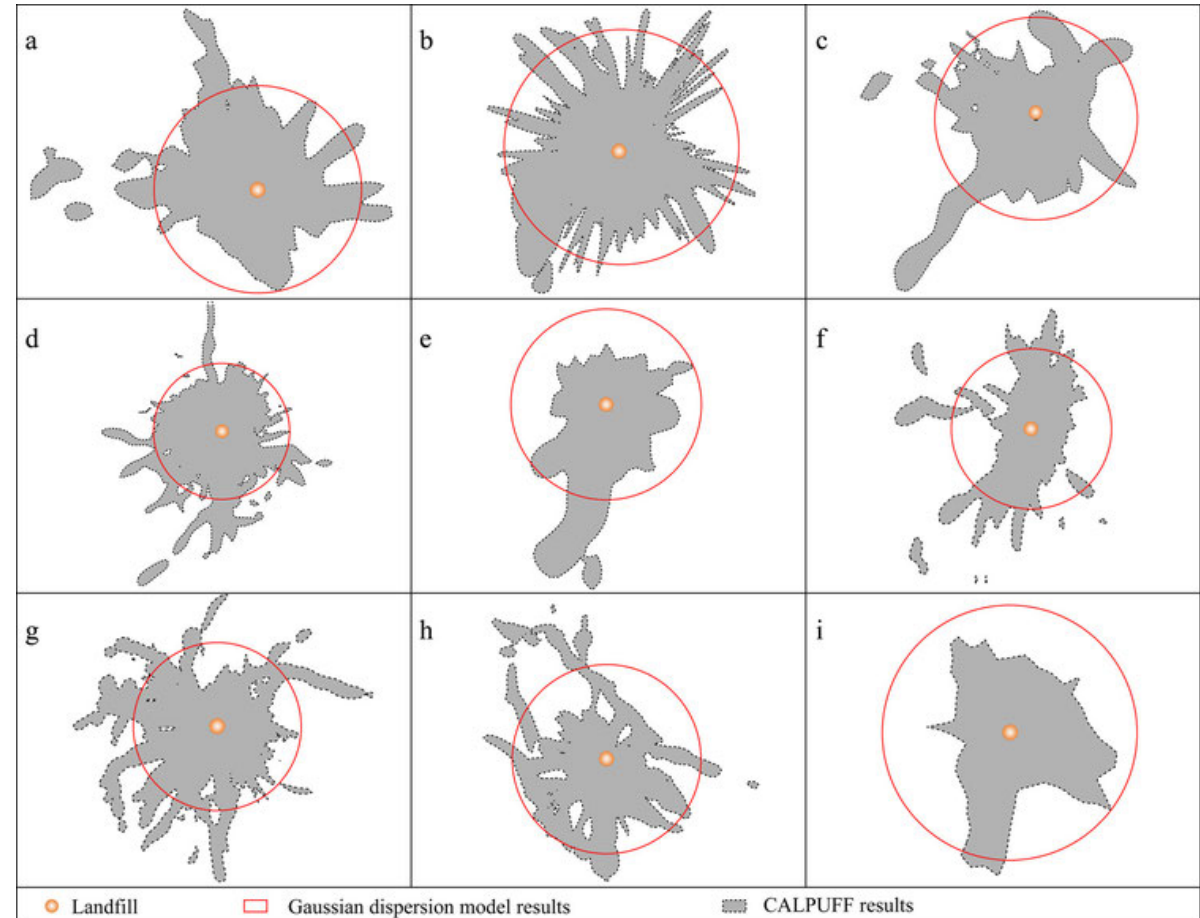 a
b
c
d
e
f
g
h
i
Landfill
Gaussian dispersion model results
CALPUFF results